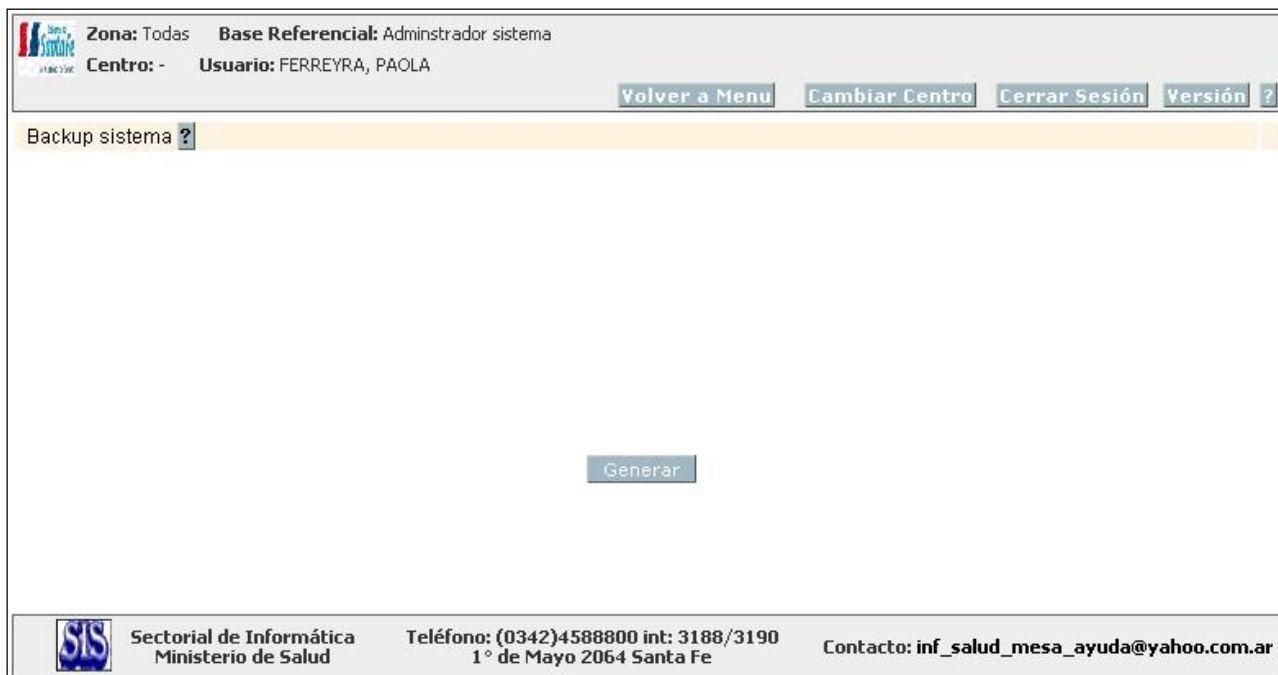 Zona: Todas Base Referencial: Adminstrador sistema
Centro: - Usuario: FERREYRA, PAOLA
Volver a Menu Cambiar Centro Cerrar Sesión Versión ?
Backup sistema ?
Generar
SIS
Sectorial de Informática
Ministerio de Salud
Teléfono: (0342)4588800 int: 3188/3190
1° de Mayo 2064 Santa Fe
Contacto: inf_salud_mesa_ayuda@yahoo.com.ar